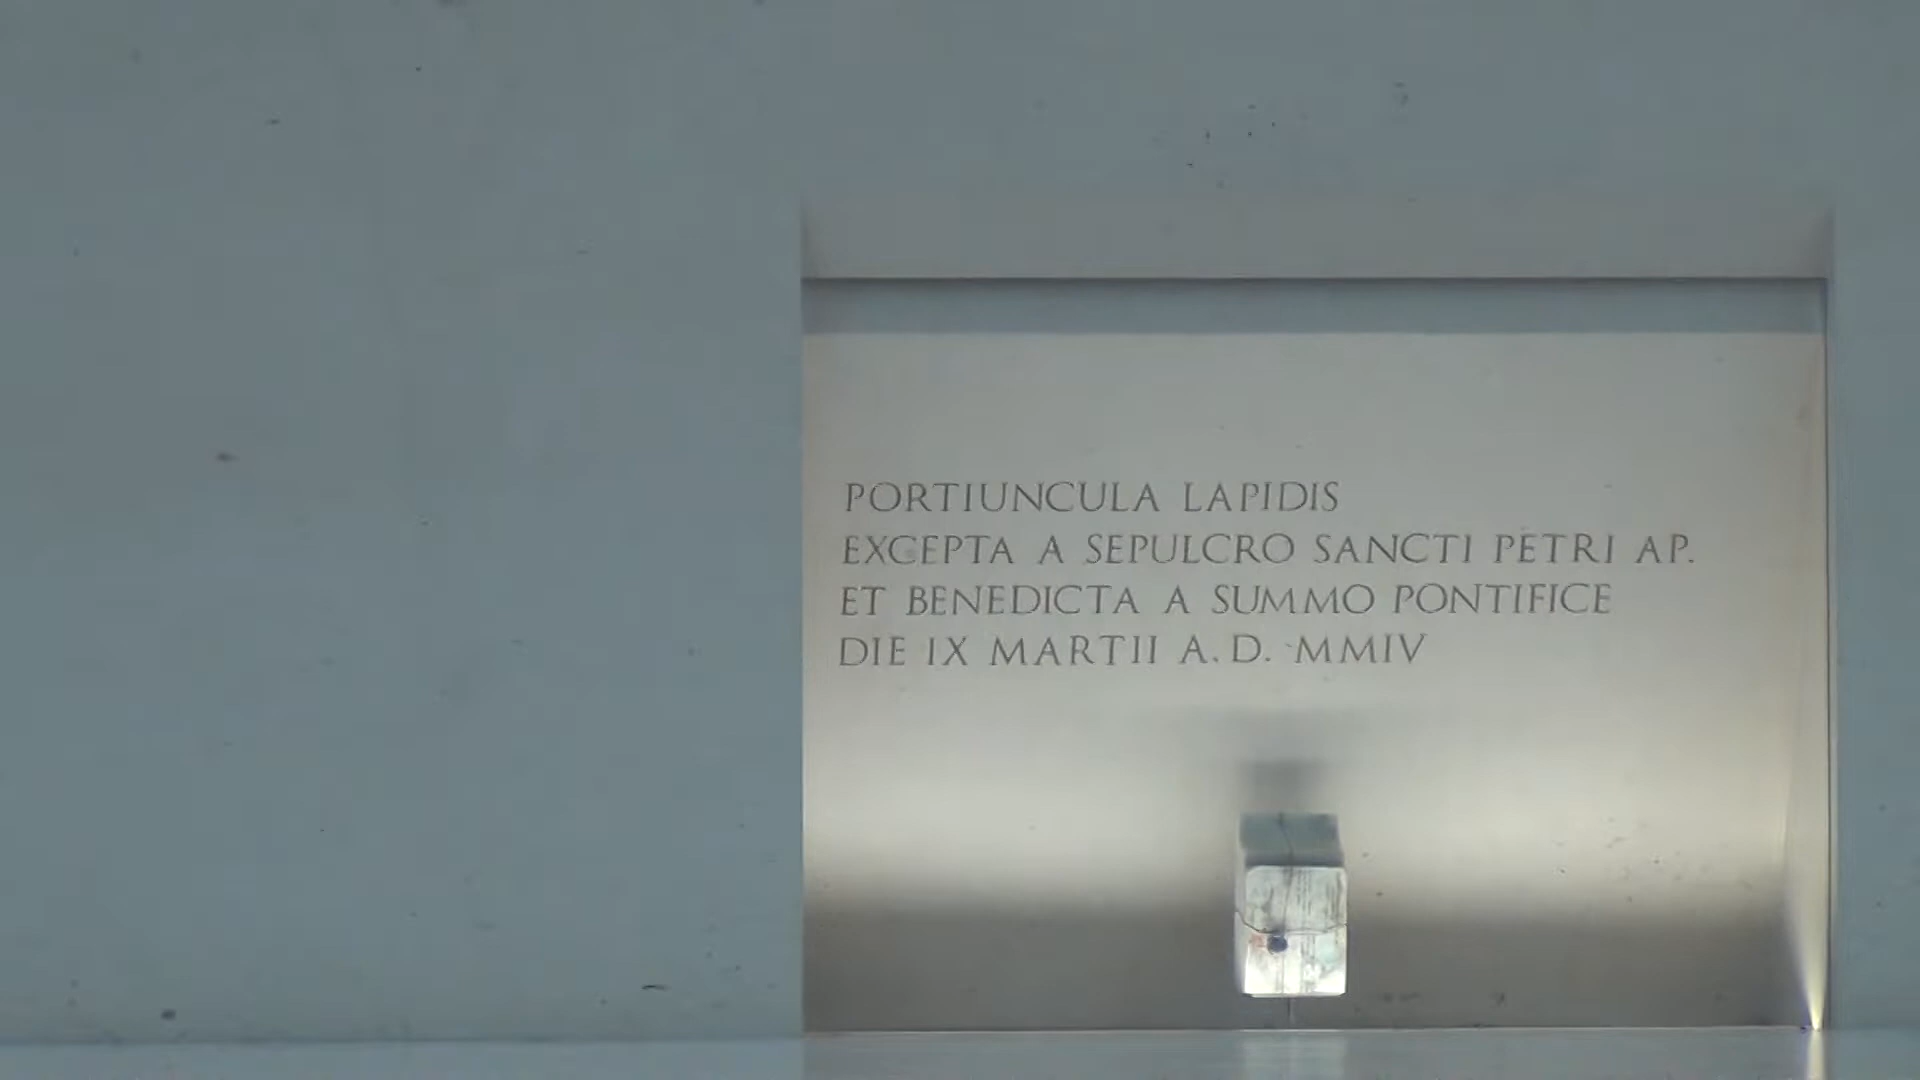 PORTIUNCULA LAPIDIS
EXCEPTA A SEPULCRO SANCTI PETRI AP.
ET BENEDICTA A SUMMO PONTIFICE
DIE IX MARTII A. D. MMIV